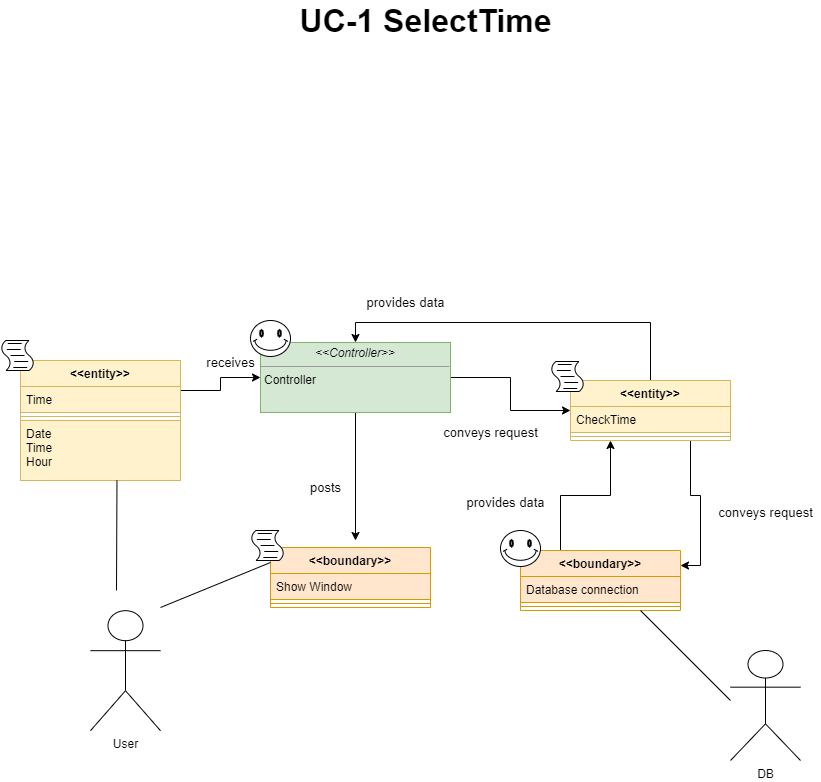 UC-1 SelectTime
provides data
<<entity>>
Time
Date
Time
Hour
receives
<<Controller>>
Controller
conveys request
<<entity>>
CheckTime
posts
provides data
conveys request
<<boundary>>
Show Window
<<boundary>>
Database connection
User
DB